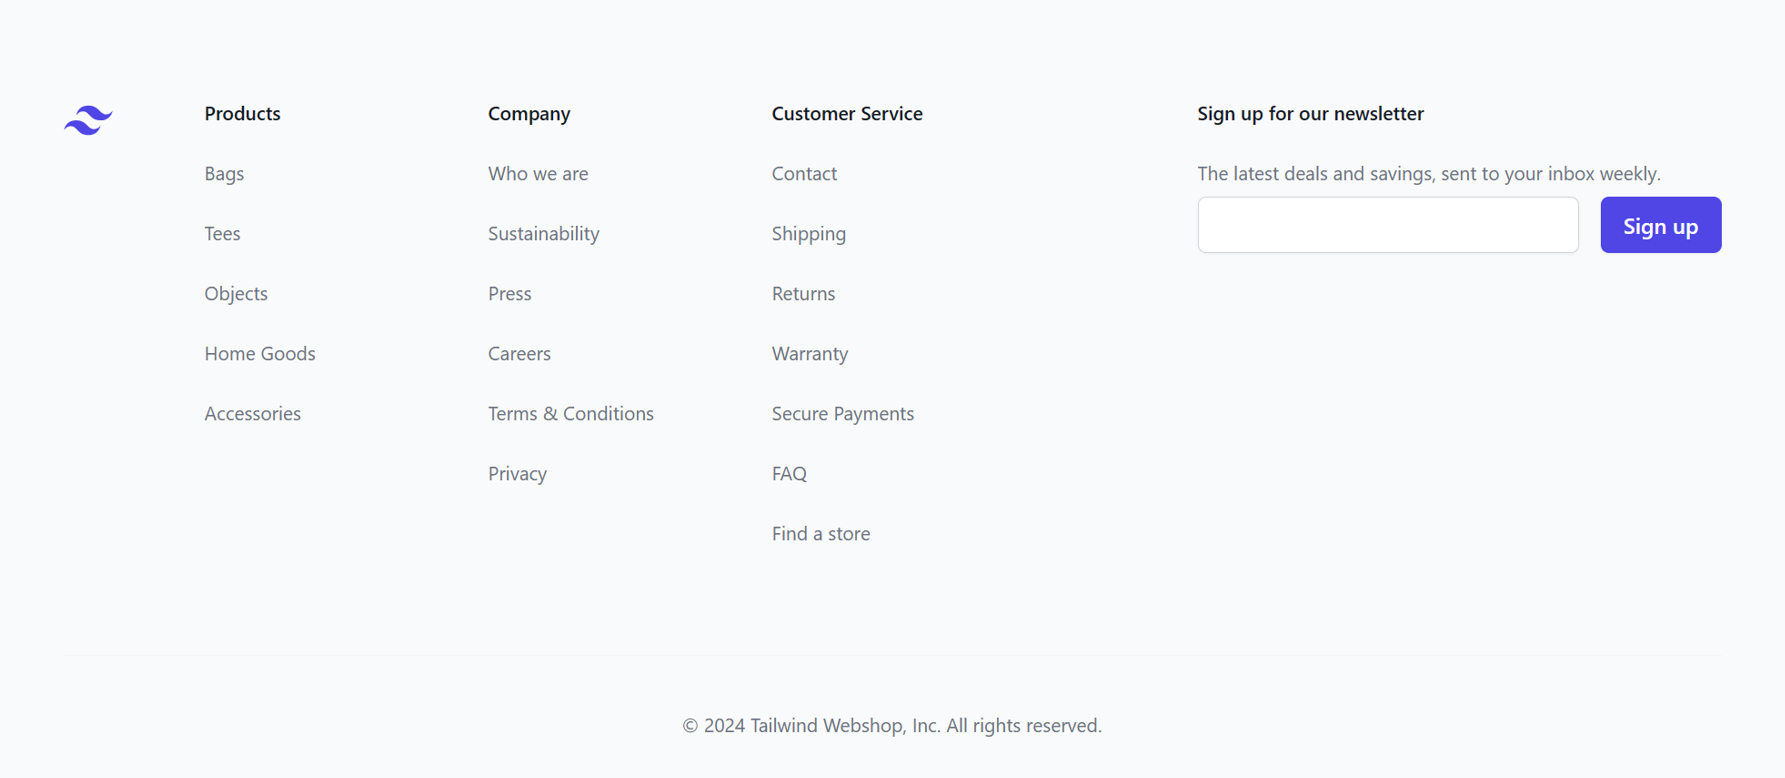 Products
Bags
Tees
Objects
Home Goods
Accessories
Company
Who we are
Sustainability
Press
Careers
Terms & Conditions
Privacy
Customer Service
Contact
Shipping
Returns
Warranty
Secure Payments
FAQ
Find a store
Sign up for our newsletter
The latest deals and savings, sent to your inbox weekly.
Sign up
© 2024 Tailwind Webshop, Inc. All rights reserved.